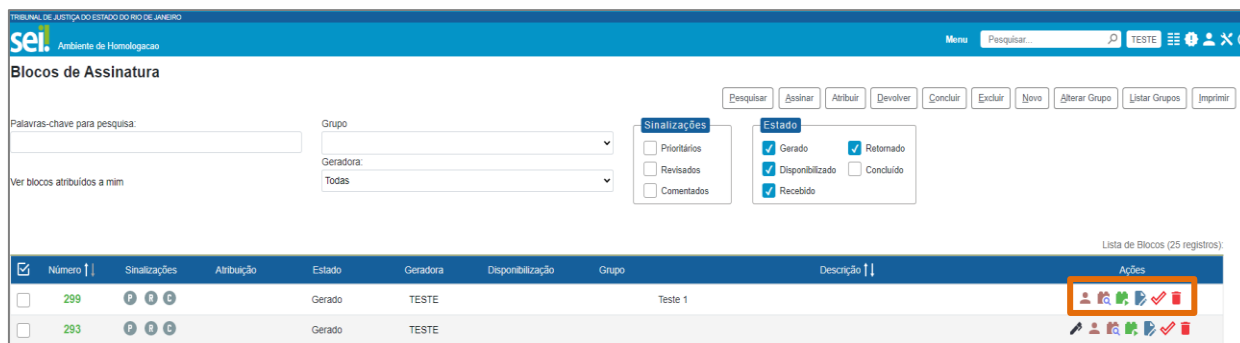 TRIBUNAL DE JUSTIÇA DO ESTADO DO RIO DE JANEIRO
sei! Ambiente de Homologacao Menu Pesquisar... TESTE
Blocos de Assinatura
Pesquisar Assinar Atribuir Devolver Concluir Excluir Novo Alterar Grupo Listar Grupos Imprimir
Palavras-chave para pesquisa: Grupo Sinalizações Estado
Prioritários Gerado Retornado
Geradora:
Ver blocos atribuídos a mim Todas Revisados Disponibilizado Concluído
Comentados Recebido
Lista de Blocos (25 registros):
Número Sinalizações Atribuição Estado Geradora Disponibilização Grupo Descrição Ações
299 P R C Gerado TESTE Teste 1
293 P R C Gerado TESTE